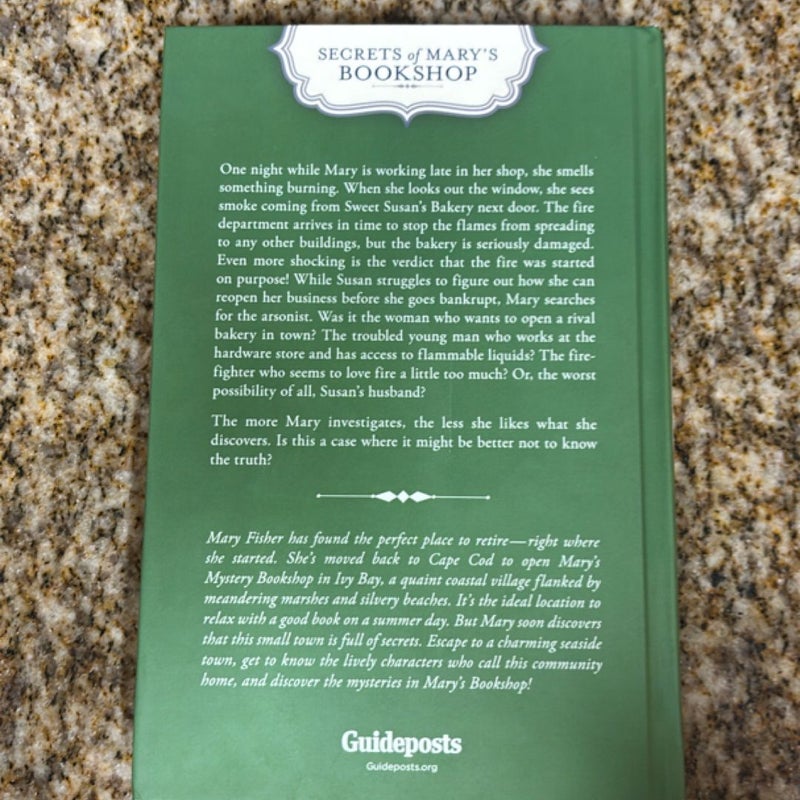 SECRETS of MARY'S
BOOKSHOP
One night while Mary is working late in her shop, she smells
something burning. When she looks out the window, she sees
smoke coming from Sweet Susan's Bakery next door. The fire
department arrives in time to stop the flames from spreading
to any other buildings, but the bakery is seriously damaged.
Even more shocking is the verdict that the fire was started
on purpose! While Susan struggles to figure out how she can
reopen her business before she goes bankrupt, Mary searches
for the arsonist. Was it the woman who wants to open a rival
bakery in town? The troubled young man who works at the
hardware store and has access to flammable liquids? The fire-
fighter who seems to love fire a little too much? Or, the worst
possibility of all, Susan's husband?
The more Mary investigates, the less she likes what she
discovers. Is this a case where it might be better not to know
the truth?
Mary Fisher has found the perfect place to retire—right where
she started. She's moved back to Cape Cod to open Mary's
Mystery Bookshop in Ivy Bay, a quaint coastal village flanked by
meandering marshes and silvery beaches. It's the ideal location to
relax with a good book on a summer day. But Mary soon discovers
that this small town is full of secrets. Escape to a charming seaside
town, get to know the lively characters who call this community
home, and discover the mysteries in Mary's Bookshop!
Guideposts
Guideposts.org